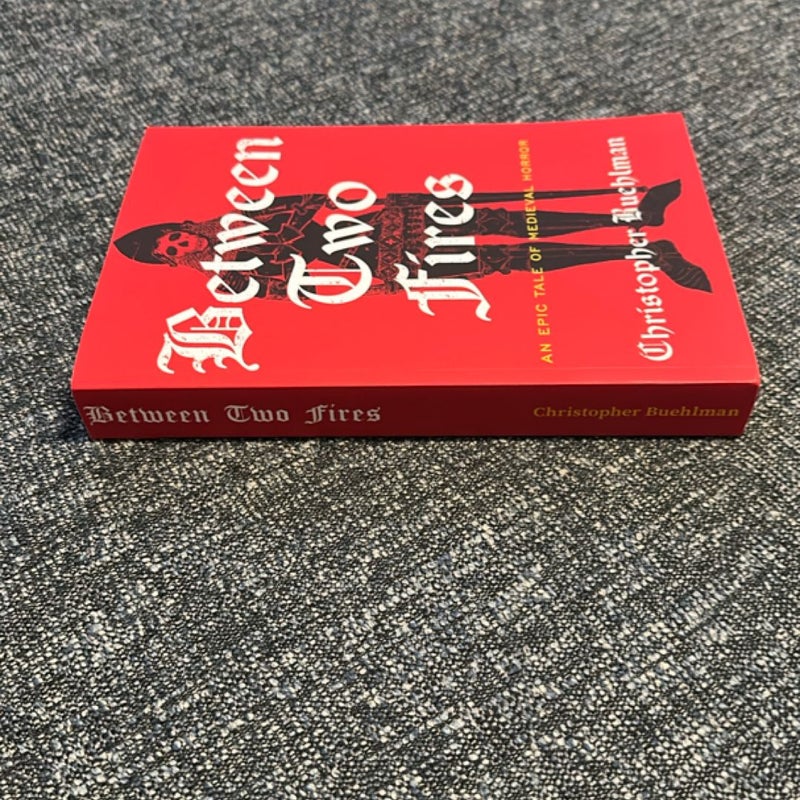 Between
Two
Fires
AN EPIC TALE OF MEDIEVAL HORROR
Christopher Buehlman
Between Two Fires
Christopher Buehlman